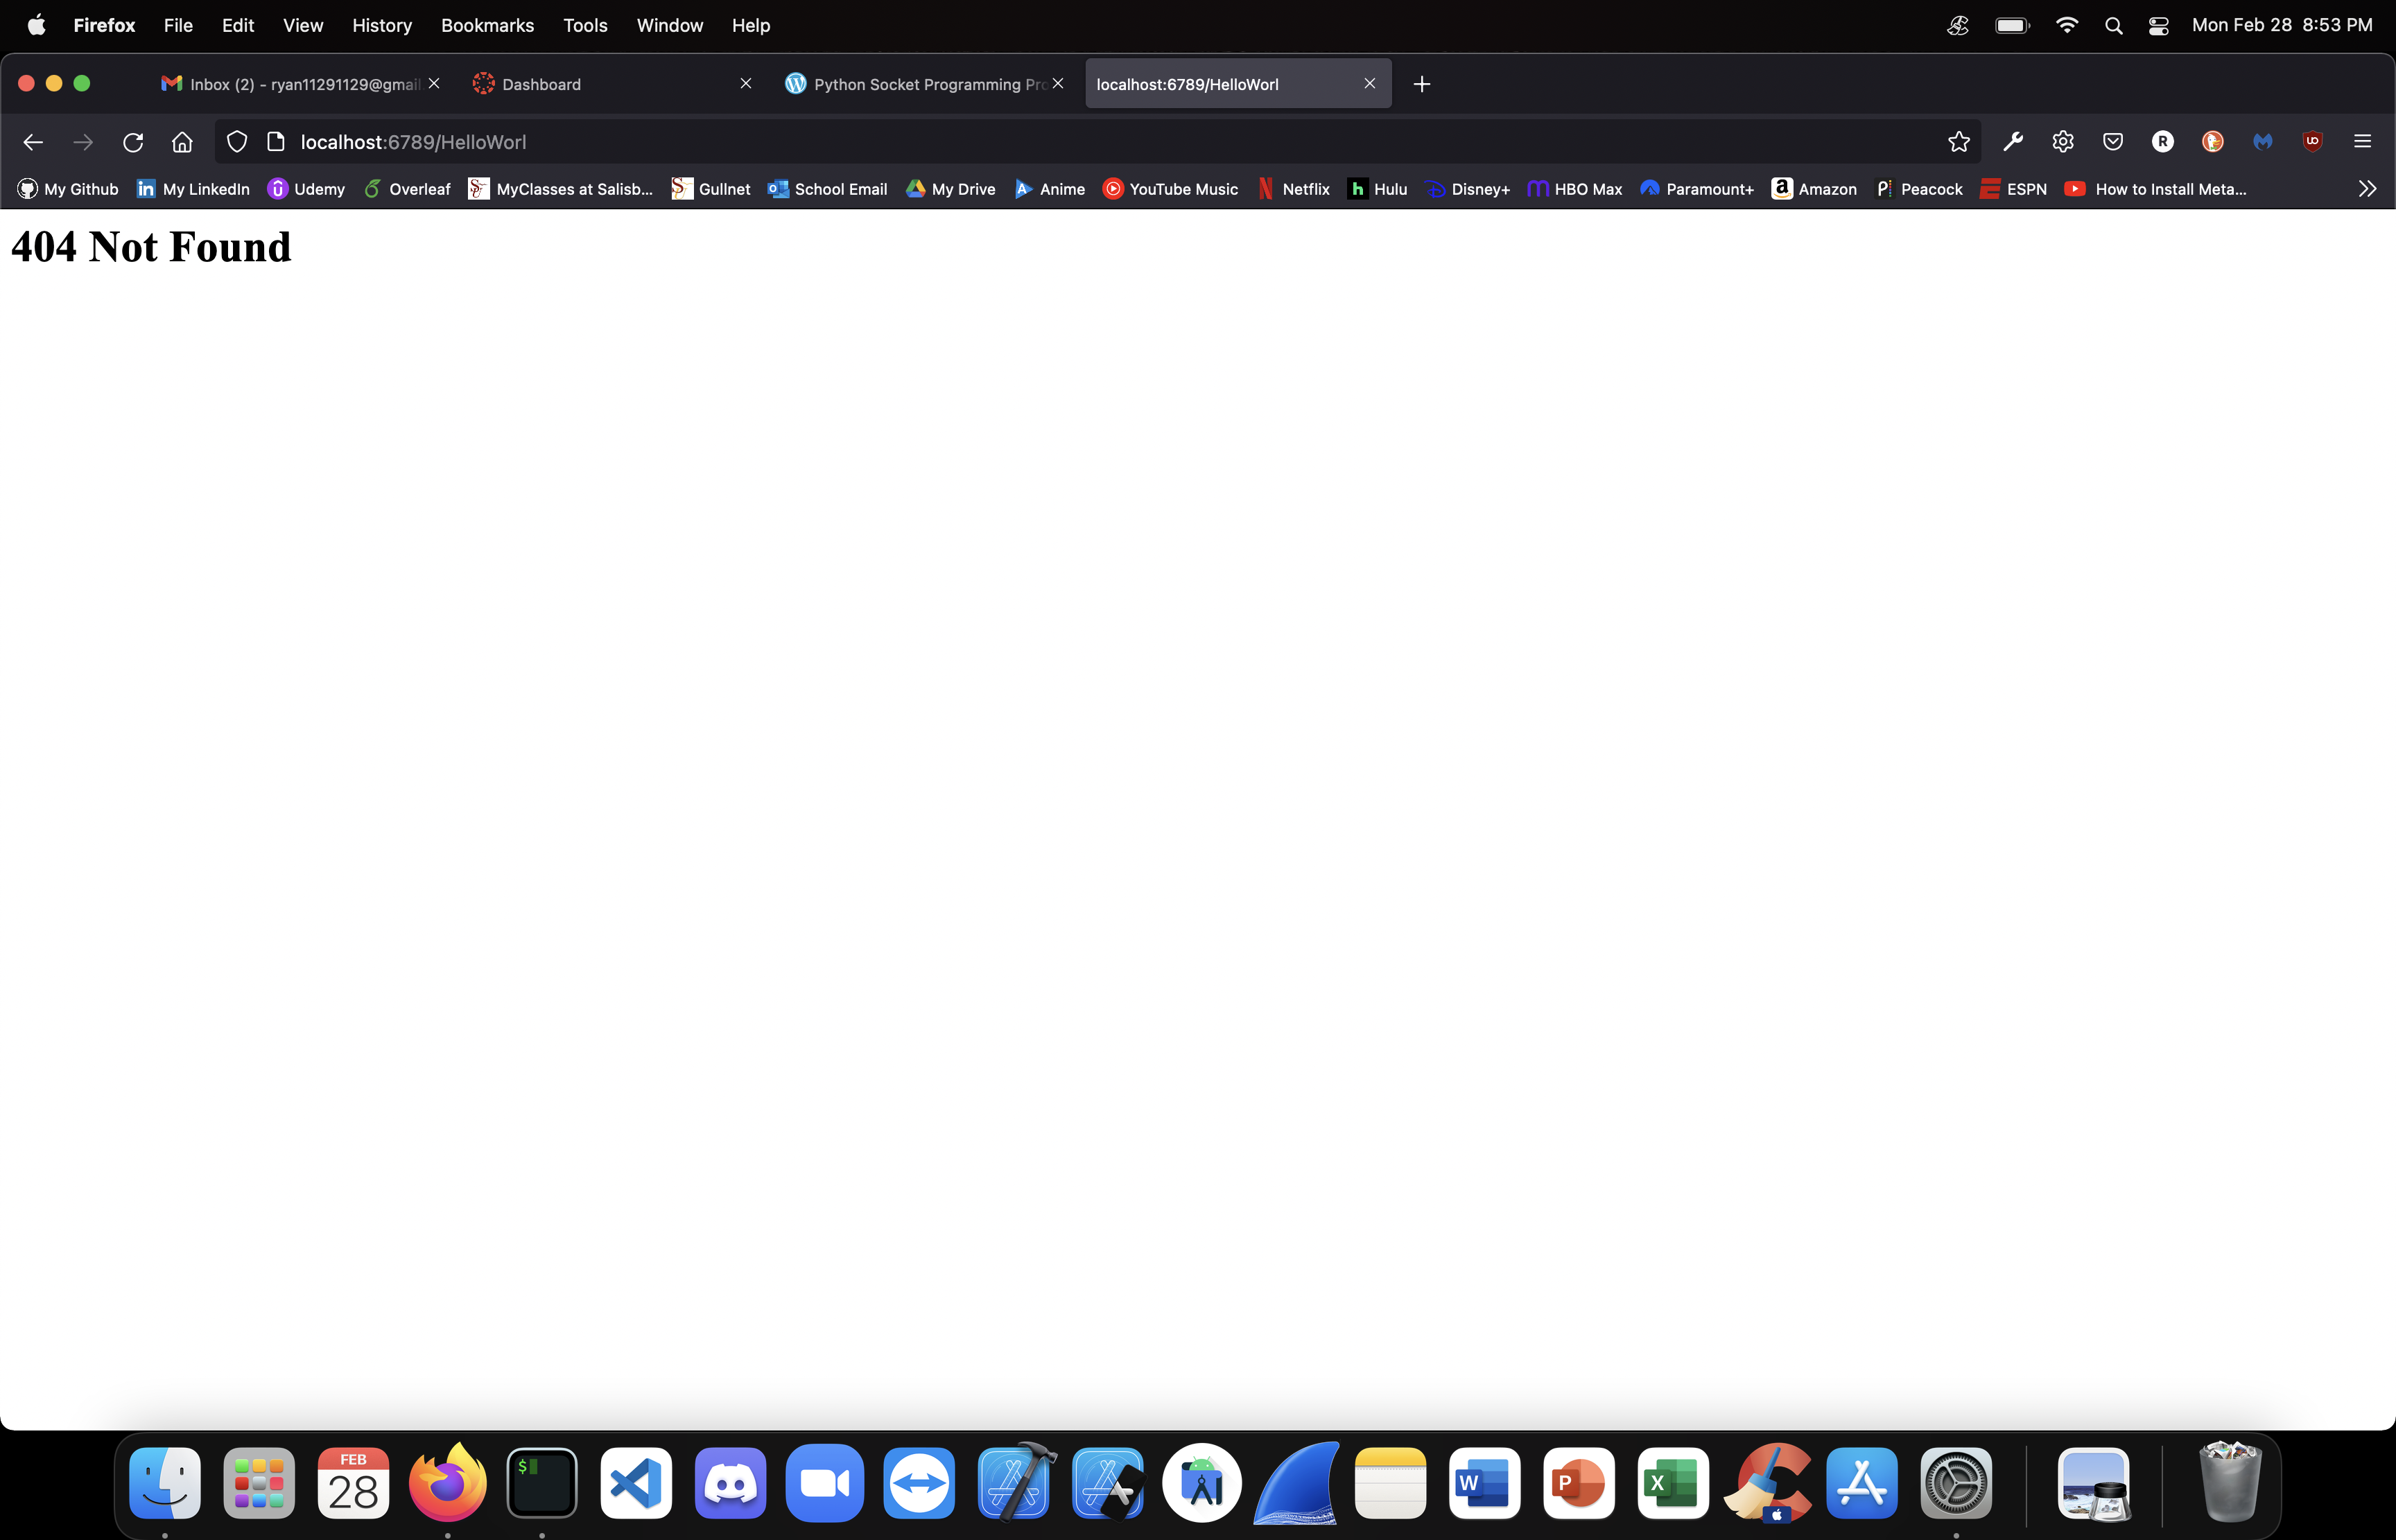 Firefox File Edit View History Bookmarks Tools Window Help Mon Feb 28 8:53 PM
Inbox (2) - ryan11291129@gmail Dashboard Python Socket Programming Pro localhost:6789/HelloWorl
localhost:6789/HelloWorl
My Github My LinkedIn Udemy Overleaf MyClasses at Salisb... Gullnet School Email My Drive Anime YouTube Music Netflix Hulu Disney+ HBO Max Paramount+ Amazon Peacock ESPN How to Install Meta...
404 Not Found
FEB
28